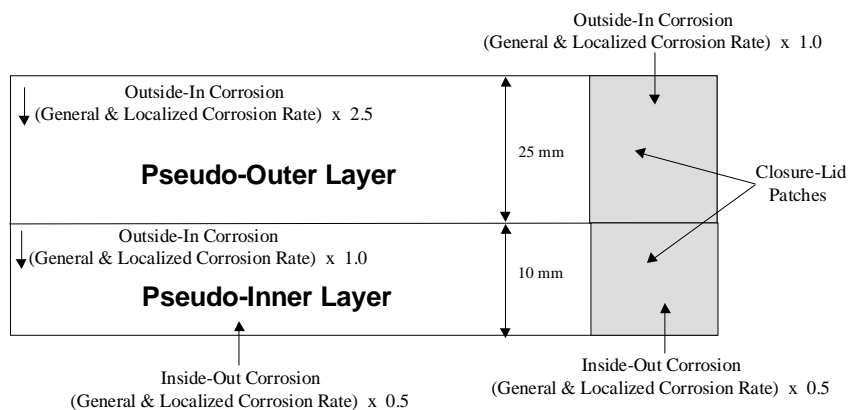 Outside-In Corrosion
(General & Localized Corrosion Rate) x 1.0
Outside-In Corrosion
(General & Localized Corrosion Rate) x 2.5
25 mm
Pseudo-Outer Layer
Closure-Lid
Patches
Outside-In Corrosion
(General & Localized Corrosion Rate) x 1.0
10 mm
Pseudo-Inner Layer
Inside-Out Corrosion
(General & Localized Corrosion Rate) x 0.5
Inside-Out Corrosion
(General & Localized Corrosion Rate) x 0.5